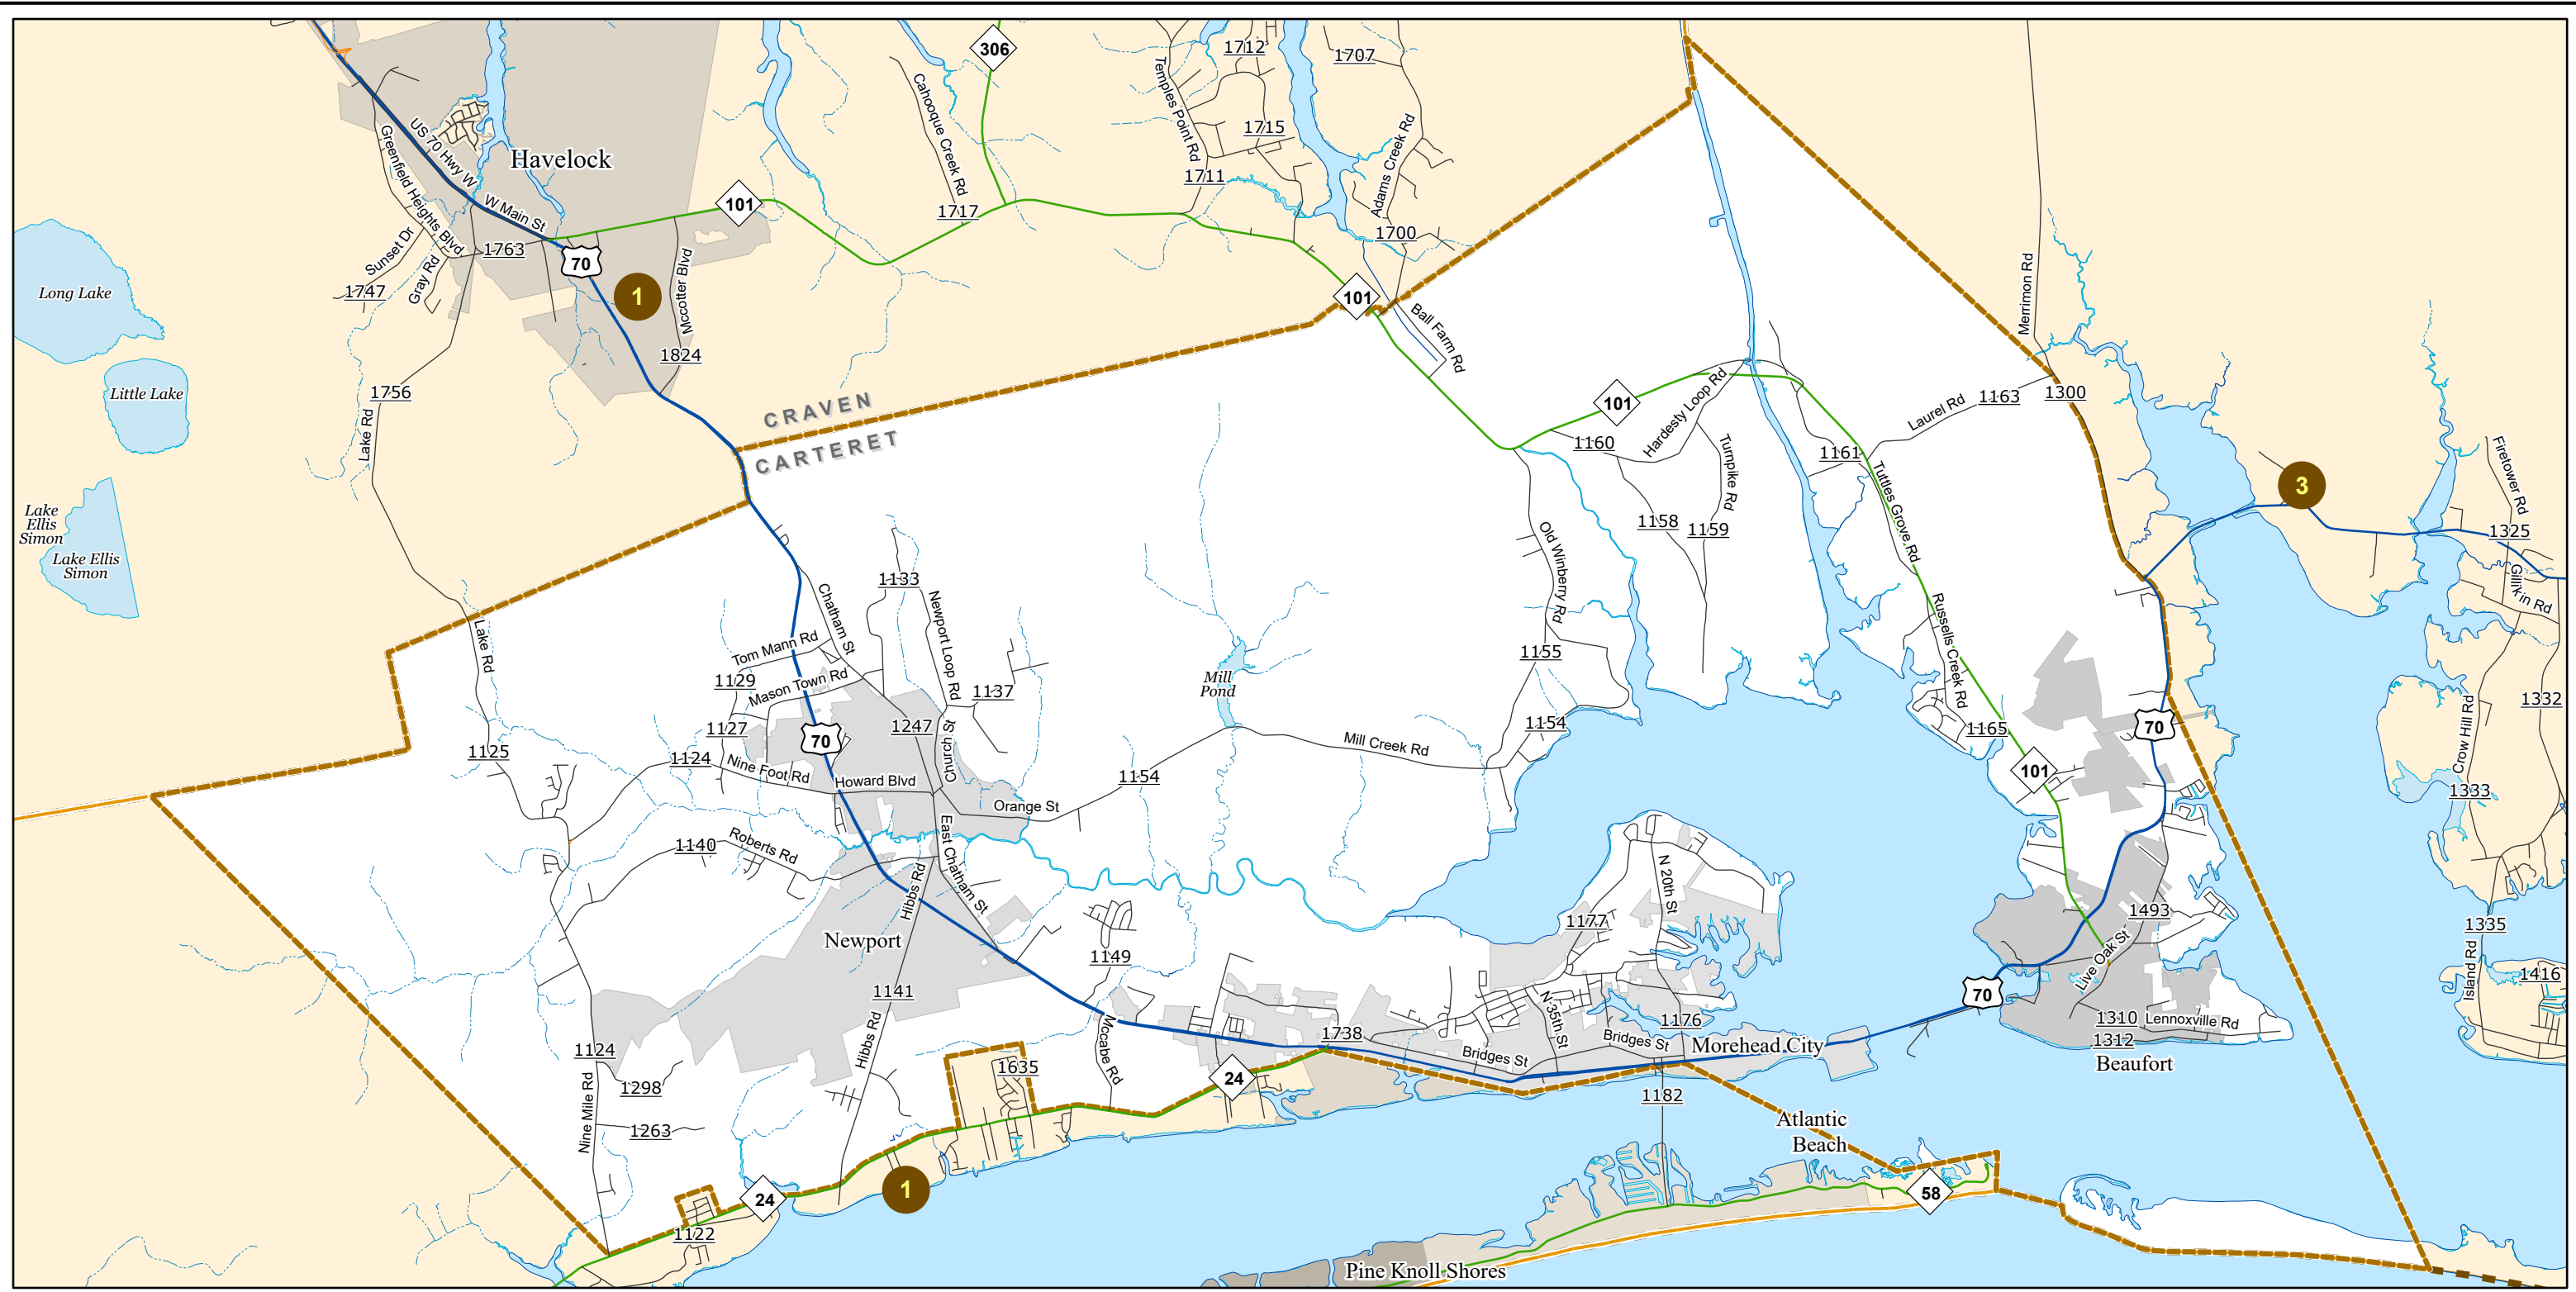 306
1712
1707
Temples Point Rd
Cahooque Creek Rd
US 70 Hwy W
Greenfield Heights Blvd
Havelock
1715
Adams Creek Rd
1711
W Main St
101
1717
1700
Sunset Dr
1763
70
Gray Rd
1747
Mccotter Blvd
Long Lake
1
101
Merrimon Rd
Ball Farm Rd
1824
Little Lake
1756
Lake Rd
CRAVEN
CARTERET
101
Hardesty Loop Rd
1160
Laurel Rd
1163
1300
1161
Turnpike Rd
Tuttles Grove Rd
3
Firetower Rd
Lake
Ellis
Simon
Lake Ellis
Simon
1158
1159
1325
Old Winberry Rd
1133
Chatham St
Newport Loop Rd
Gillikin Rd
Lake Rd
Tom Mann Rd
Russells Creek Rd
1155
1129
Mason Town Rd
1137
Mill
Pond
1332
1127
1247
Church St
1154
1165
70
70
Crow Hill Rd
1125
1124
Nine Foot Rd
Howard Blvd
Mill Creek Rd
1154
101
1333
Orange St
1140
Roberts Rd
East Chatham St
N 20th St
Hibbs Rd
1177
1493
1335
Newport
1149
Live Oak St
Island Rd
1416
1141
70
N 35th St
1176
1310
Lennoxville Rd
Hibbs Rd
Mccabe Rd
1738
Bridges St
Bridges St
Morehead City
1312
Beaufort
1124
1635
24
1298
Nine Mile Rd
1182
1263
Atlantic
Beach
24
1
58
1122
Pine Knoll Shores